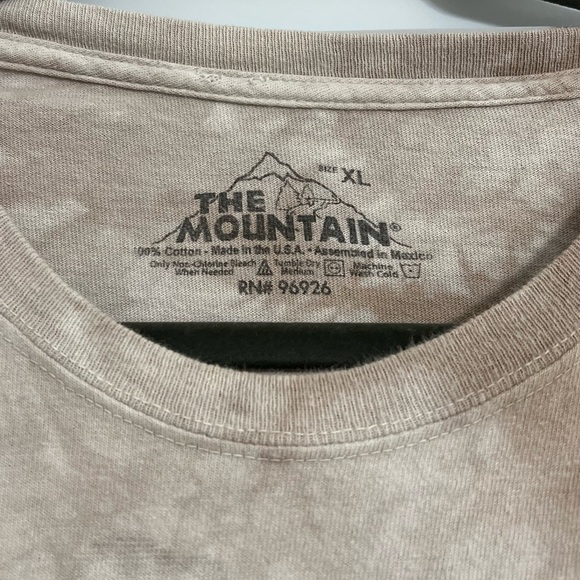 SIZE XL
THE
MOUNTAIN®
100% Cotton - Made in the U.S.A. - Assembled in Mexico
Only Non-Chlorine Bleach When Needed
Tumble Dry Medium
Machine Wash Cold
RN# 96926